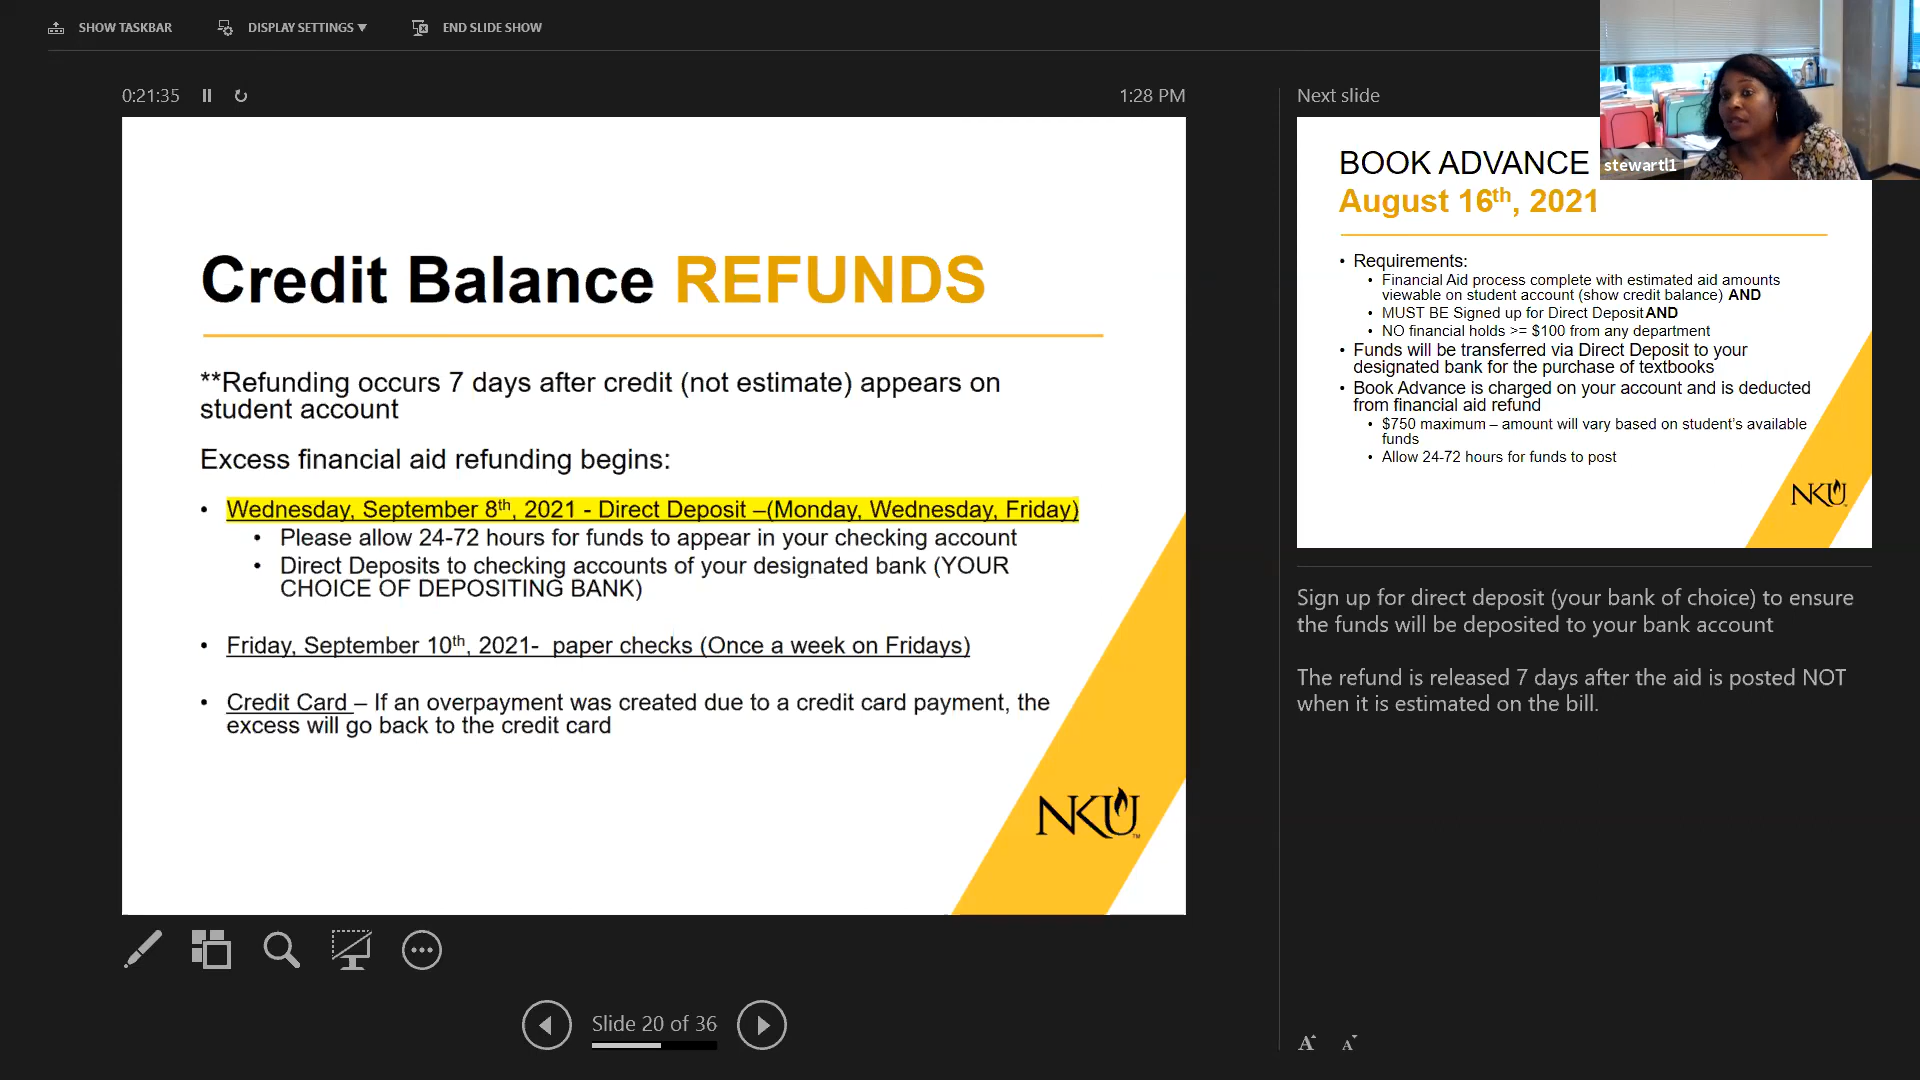 SHOW TASKBAR
DISPLAY SETTINGS
END SLIDE SHOW
0:21:35
1:28 PM
Credit Balance REFUNDS
**Refunding occurs 7 days after credit (not estimate) appears on
student account
Excess financial aid refunding begins:
• Wednesday, September 8th, 2021 - Direct Deposit –(Monday, Wednesday, Friday)
• Please allow 24-72 hours for funds to appear in your checking account
• Direct Deposits to checking accounts of your designated bank (YOUR
CHOICE OF DEPOSITING BANK)
• Friday, September 10th, 2021- paper checks (Once a week on Fridays)
• Credit Card – If an overpayment was created due to a credit card payment, the
excess will go back to the credit card
NKU
TM
Slide 20 of 36
Next slide
stewartl1
BOOK ADVANCE
August 16th, 2021
• Requirements:
• Financial Aid process complete with estimated aid amounts
viewable on student account (show credit balance) AND
• MUST BE Signed up for Direct Deposit AND
• NO financial holds >= $100 from any department
• Funds will be transferred via Direct Deposit to your
designated bank for the purchase of textbooks
• Book Advance is charged on your account and is deducted
from financial aid refund
• $750 maximum – amount will vary based on student's available
funds
• Allow 24-72 hours for funds to post
NKU
Sign up for direct deposit (your bank of choice) to ensure
the funds will be deposited to your bank account
The refund is released 7 days after the aid is posted NOT
when it is estimated on the bill.
A A